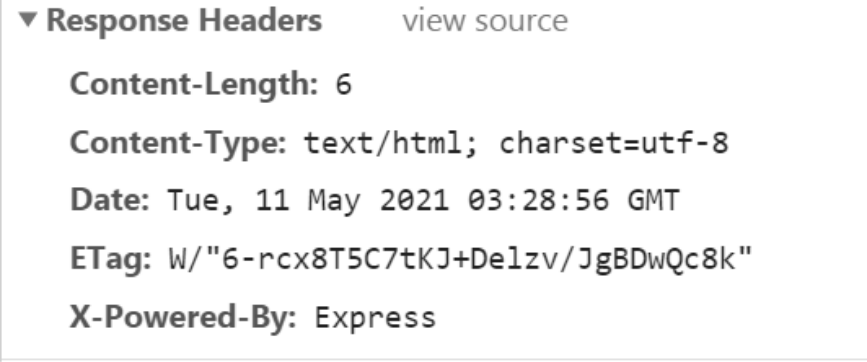 Response Headers view source
Content-Length: 6
Content-Type: text/html; charset=utf-8
Date: Tue, 11 May 2021 03:28:56 GMT
ETag: W/"6-rcx8T5C7tKJ+Delzv/JgBDwQc8k"
X-Powered-By: Express